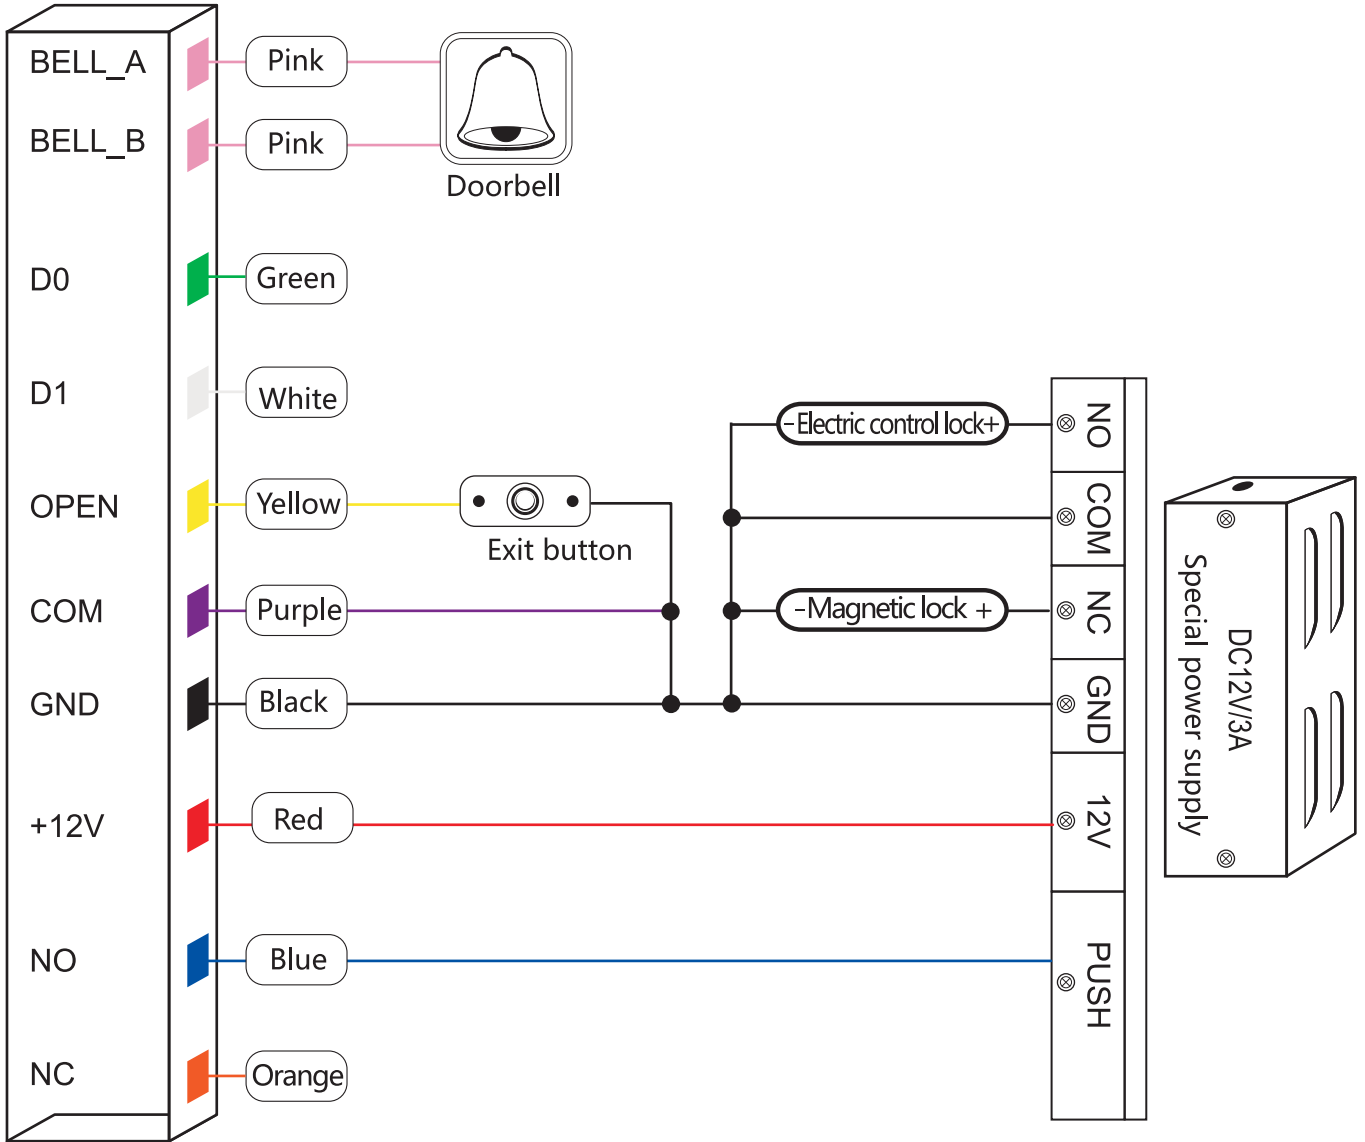 BELL_A
Pink
BELL_B
Pink
Doorbell
D0
Green
D1
White
OPEN
Yellow
Exit button
COM
Purple
GND
Black
+12V
Red
NO
Blue
NC
Orange
-Electric control lock+
-Magnetic lock +
NO
COM
NC
GND
12V
PUSH
DC12V/3A
Special power supply